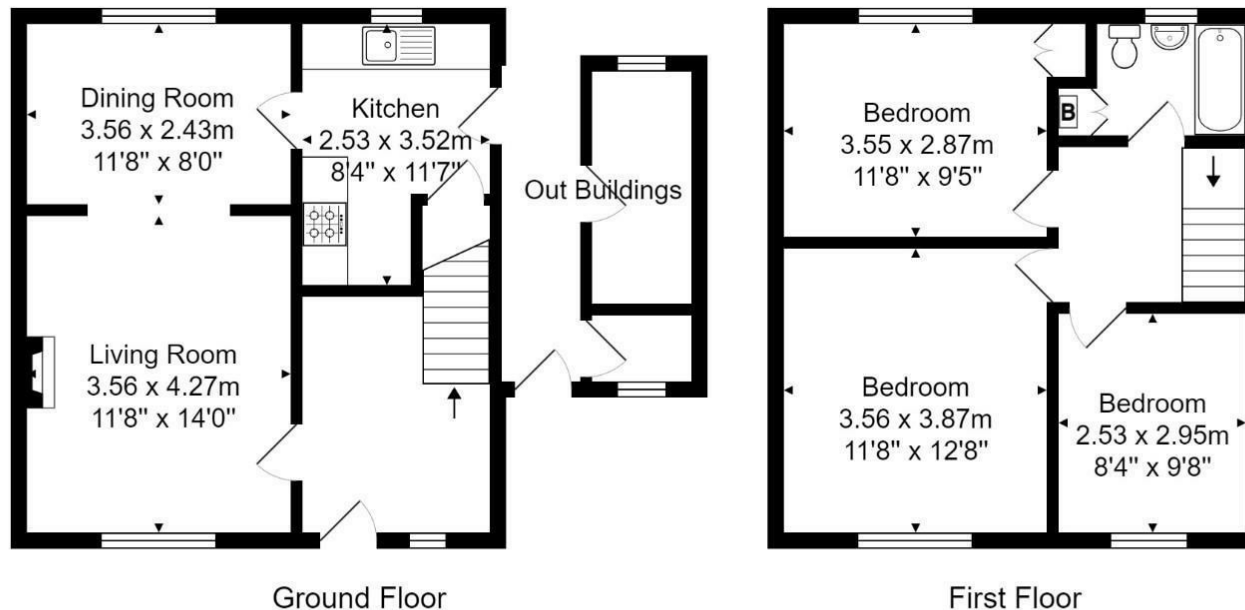 Dining Room
3.56 x 2.43m
11'8" x 8'0"
Kitchen
2.53 x 3.52m
8'4" x 11'7"
Out Buildings
Living Room
3.56 x 4.27m
11'8" x 14'0"
Ground Floor
Bedroom
3.55 x 2.87m
11'8" x 9'5"
B
Bedroom
3.56 x 3.87m
11'8" x 12'8"
Bedroom
2.53 x 2.95m
8'4" x 9'8"
First Floor